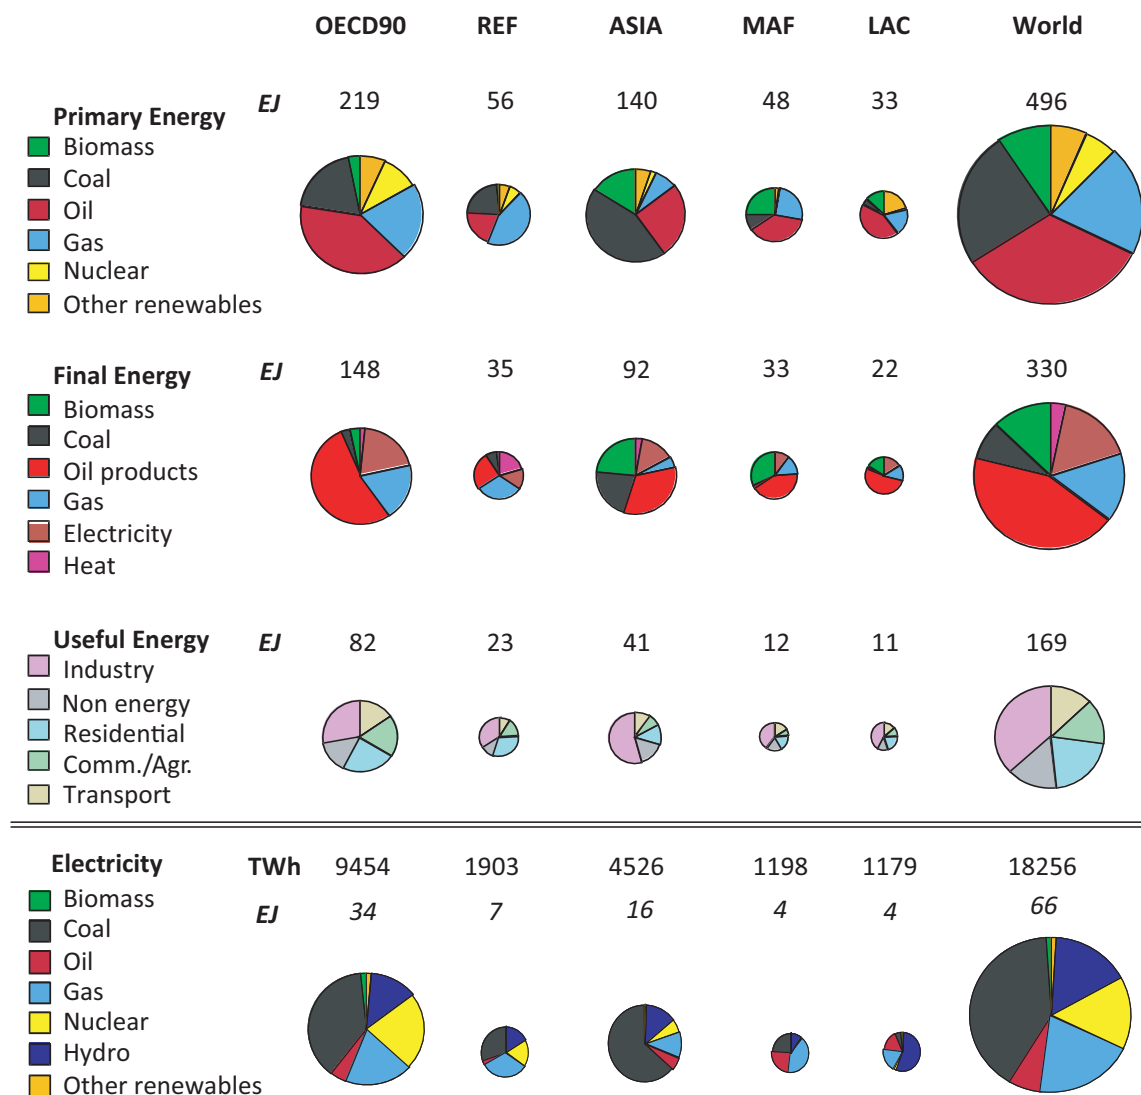 OECD90 REF ASIA MAF LAC World
Primary Energy EJ 219 56 140 48 33 496
Biomass
Coal
Oil
Gas
Nuclear
Other renewables
Final Energy EJ 148 35 92 33 22 330
Biomass
Coal
Oil products
Gas
Electricity
Heat
Useful Energy EJ 82 23 41 12 11 169
Industry
Non energy
Residential
Comm./Agr.
Transport
Electricity TWh 9454 1903 4526 1198 1179 18256
Biomass
EJ 34 7 16 4 4 66
Coal
Oil
Gas
Nuclear
Hydro
Other renewables